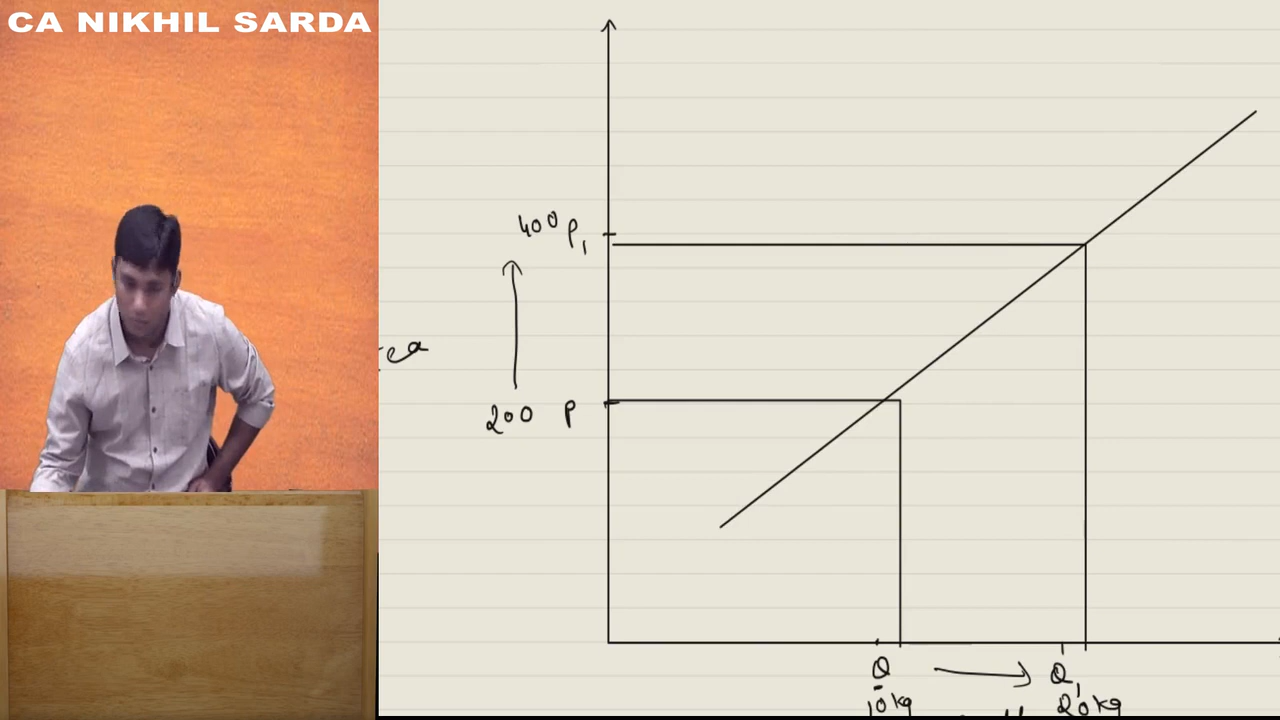 CA NIKHIL SARDA
400 P1
200 P
Q → Q1
10kg 20kg